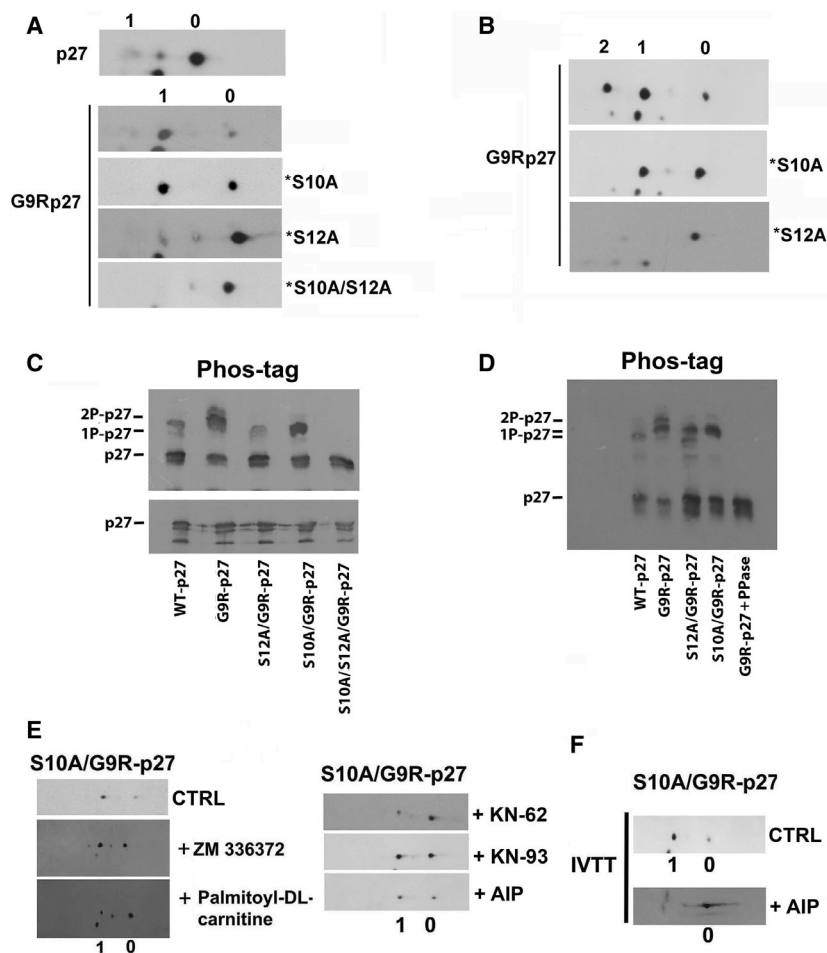 A
1 0
p27
1 0
G9Rp27
*S10A
*S12A
*S10A/S12A
B
2 1 0
G9Rp27
*S10A
*S12A
C
Phos-tag
2P-p27
1P-p27
p27
p27
WT-p27
G9R-p27
S12A/G9R-p27
S10A/G9R-p27
S10A/S12A/G9R-p27
D
Phos-tag
2P-p27
1P-p27
p27
WT-p27
G9R-p27
S12A/G9R-p27
S10A/G9R-p27
G9R-p27+PPase
E
S10A/G9R-p27
CTRL
+ ZM 336372
+ Palmitoyl-DL-
carnitine
1 0
S10A/G9R-p27
+ KN-62
+ KN-93
+ AIP
1 0
F
S10A/G9R-p27
IVTT
CTRL
1 0
+ AIP
0